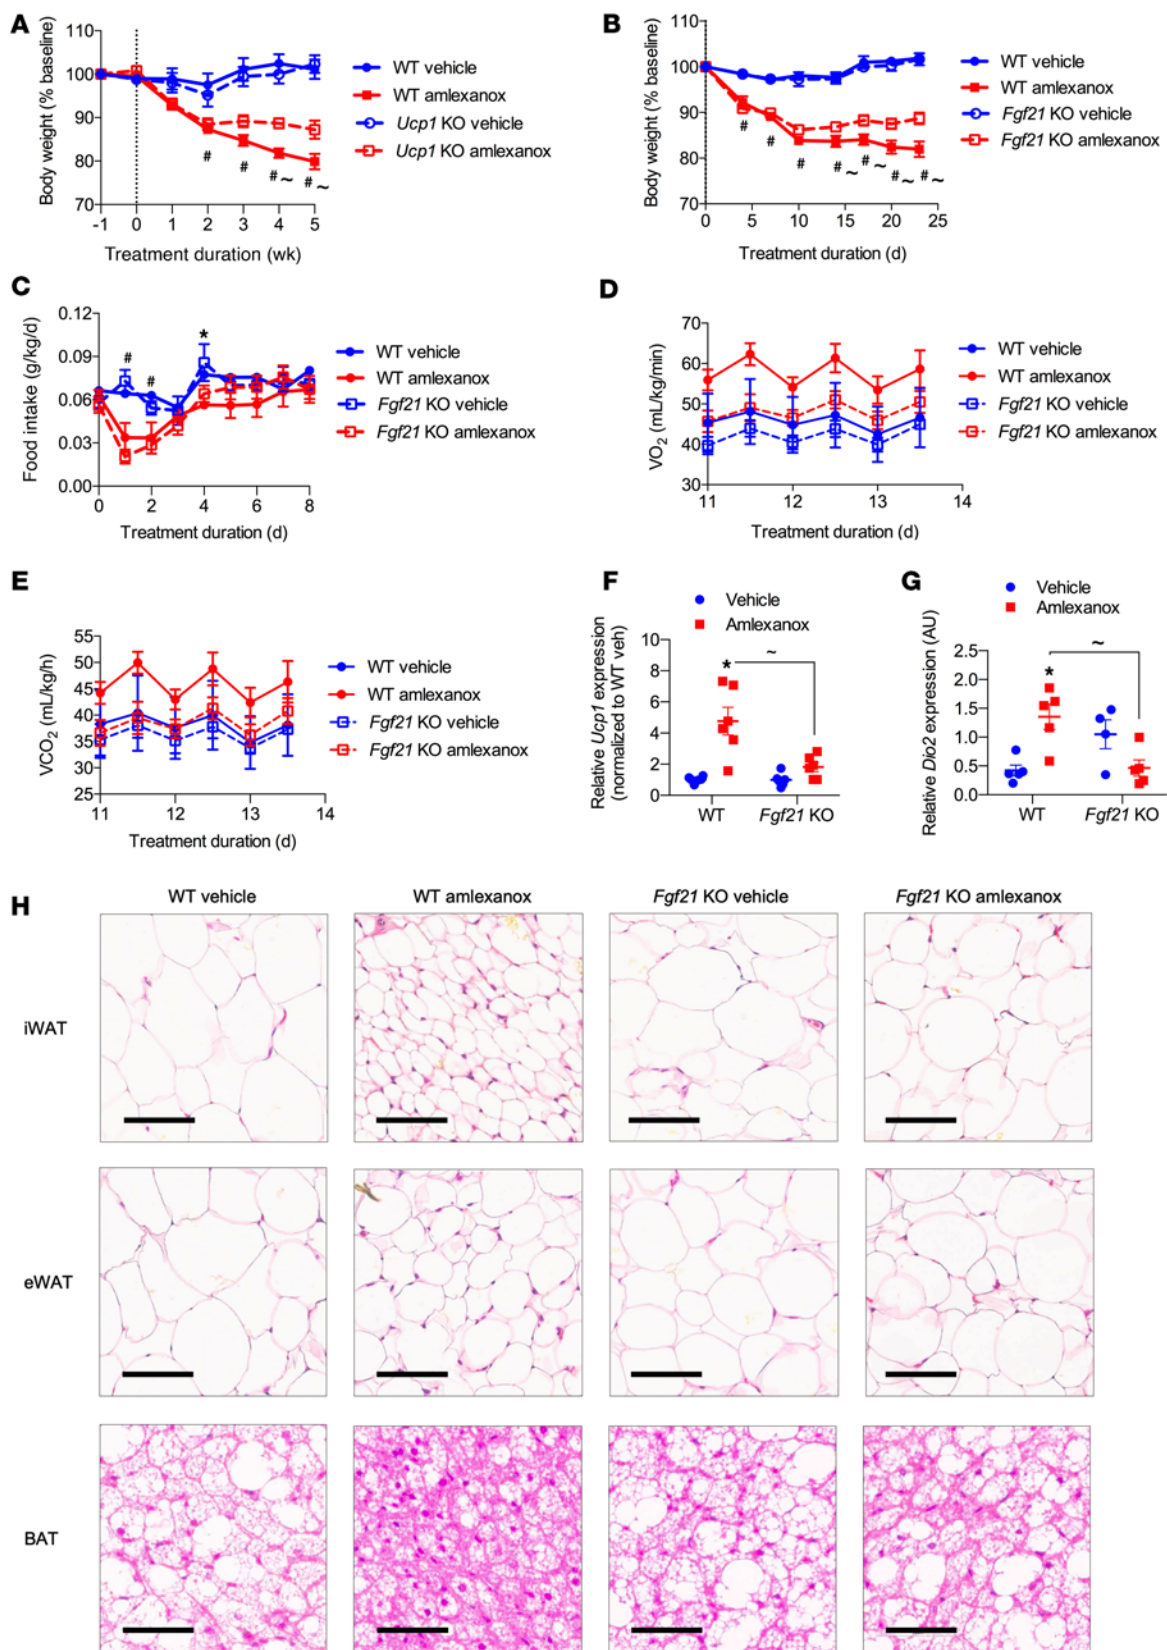 A
Body weight (% baseline)
110
100
90
80
70
-1 0 1 2 3 4 5
Treatment duration (wk)
# # #~ #~
WT vehicle
WT amlexanox
Ucp1 KO vehicle
Ucp1 KO amlexanox
B
Body weight (% baseline)
110
100
90
80
70
0 5 10 15 20 25
Treatment duration (d)
# # # #~ #~ #~ #~
WT vehicle
WT amlexanox
Fgf21 KO vehicle
Fgf21 KO amlexanox
C
Food intake (g/kg/d)
0.12
0.09
0.06
0.03
0.00
0 2 4 6 8
Treatment duration (d)
# # *
WT vehicle
WT amlexanox
Fgf21 KO vehicle
Fgf21 KO amlexanox
D
VO2 (mL/kg/min)
70
60
50
40
30
11 12 13 14
Treatment duration (d)
WT vehicle
WT amlexanox
Fgf21 KO vehicle
Fgf21 KO amlexanox
E
VCO2 (mL/kg/h)
55
50
45
40
35
30
25
11 12 13 14
Treatment duration (d)
WT vehicle
WT amlexanox
Fgf21 KO vehicle
Fgf21 KO amlexanox
F
Vehicle
Amlexanox
Relative Ucp1 expression
(normalized to WT veh)
10
8
6
4
2
0
* ~
WT Fgf21 KO
G
Vehicle
Amlexanox
Relative Dio2 expression (AU)
2.5
2.0
1.5
1.0
0.5
0.0
* ~
WT Fgf21 KO
H
WT vehicle WT amlexanox Fgf21 KO vehicle Fgf21 KO amlexanox
iWAT
eWAT
BAT